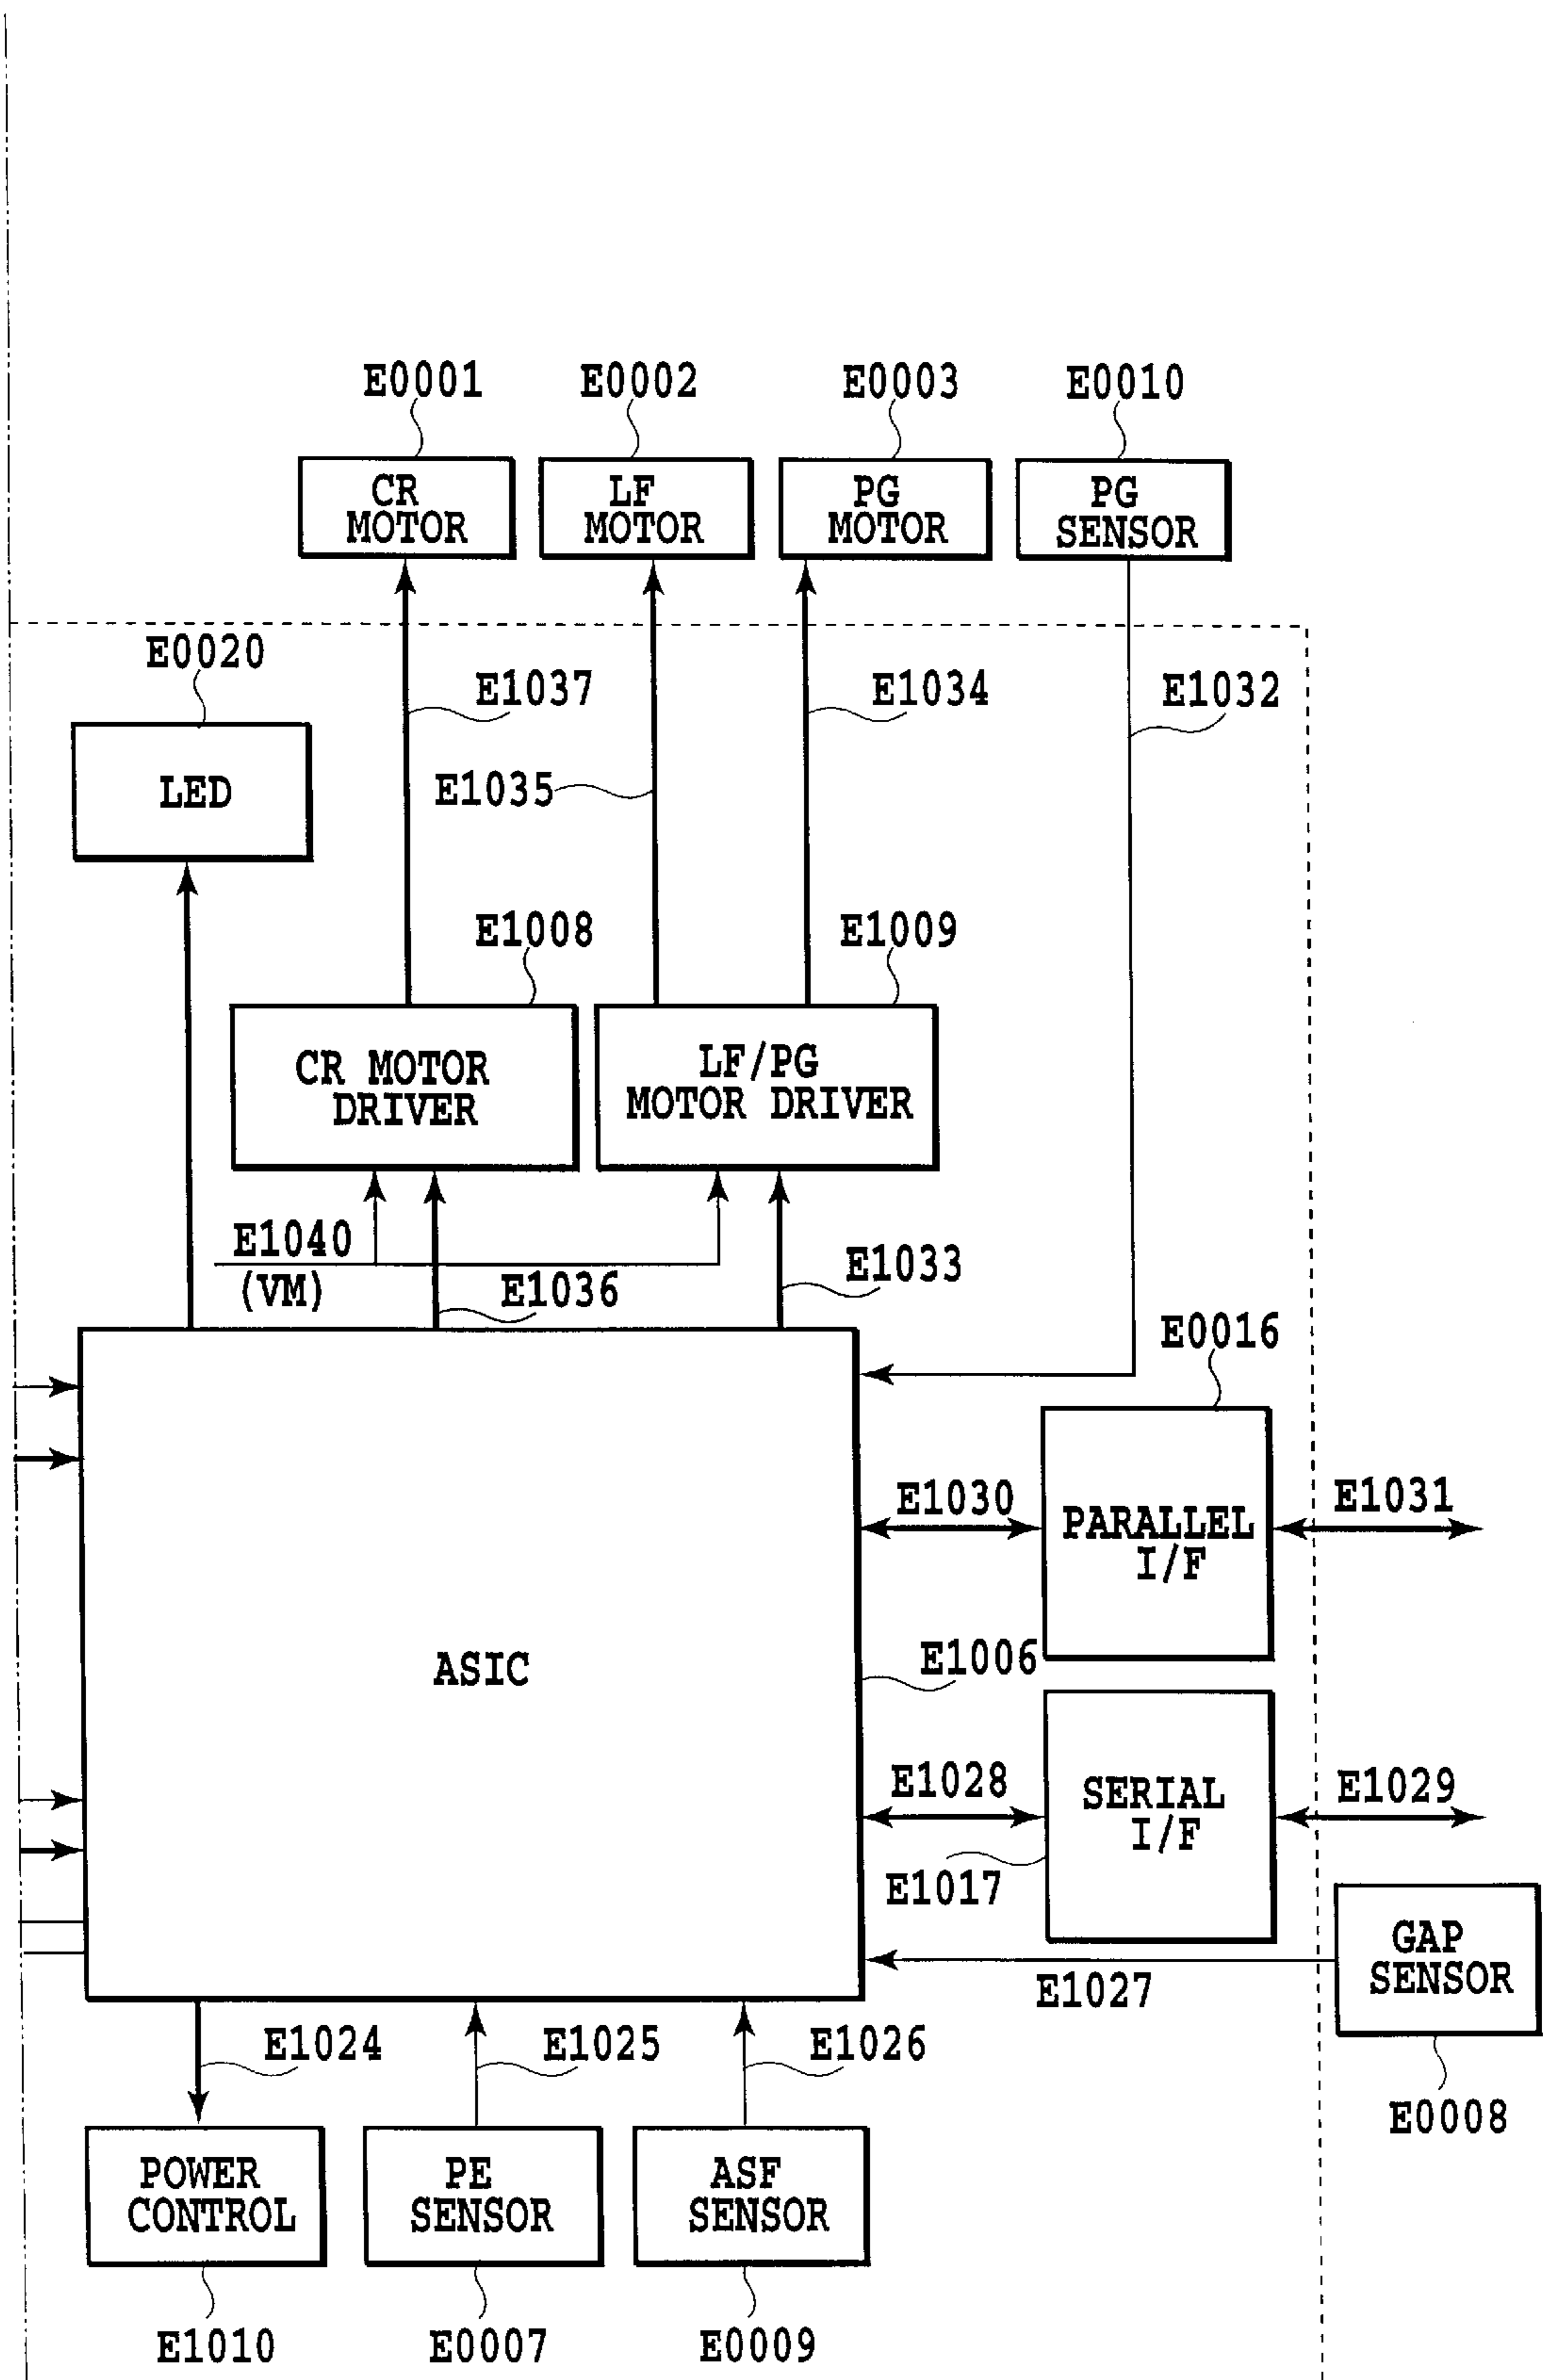 E0001 E0002 E0003 E0010
CR
MOTOR
LF
MOTOR
PG
MOTOR
PG
SENSOR
E0020
E1037
E1034
E1032
LED
E1035
E1008
E1009
CR MOTOR
DRIVER
LF/PG
MOTOR DRIVER
E1040
(VM)
E1036
E1033
E0016
E1030
PARALLEL
I/F
E1031
E1006
ASIC
E1028
SERIAL
I/F
E1029
E1017
GAP
SENSOR
E1027
E1024
E1025
E1026
E0008
POWER
CONTROL
PE
SENSOR
ASF
SENSOR
E1010
E0007
E0009